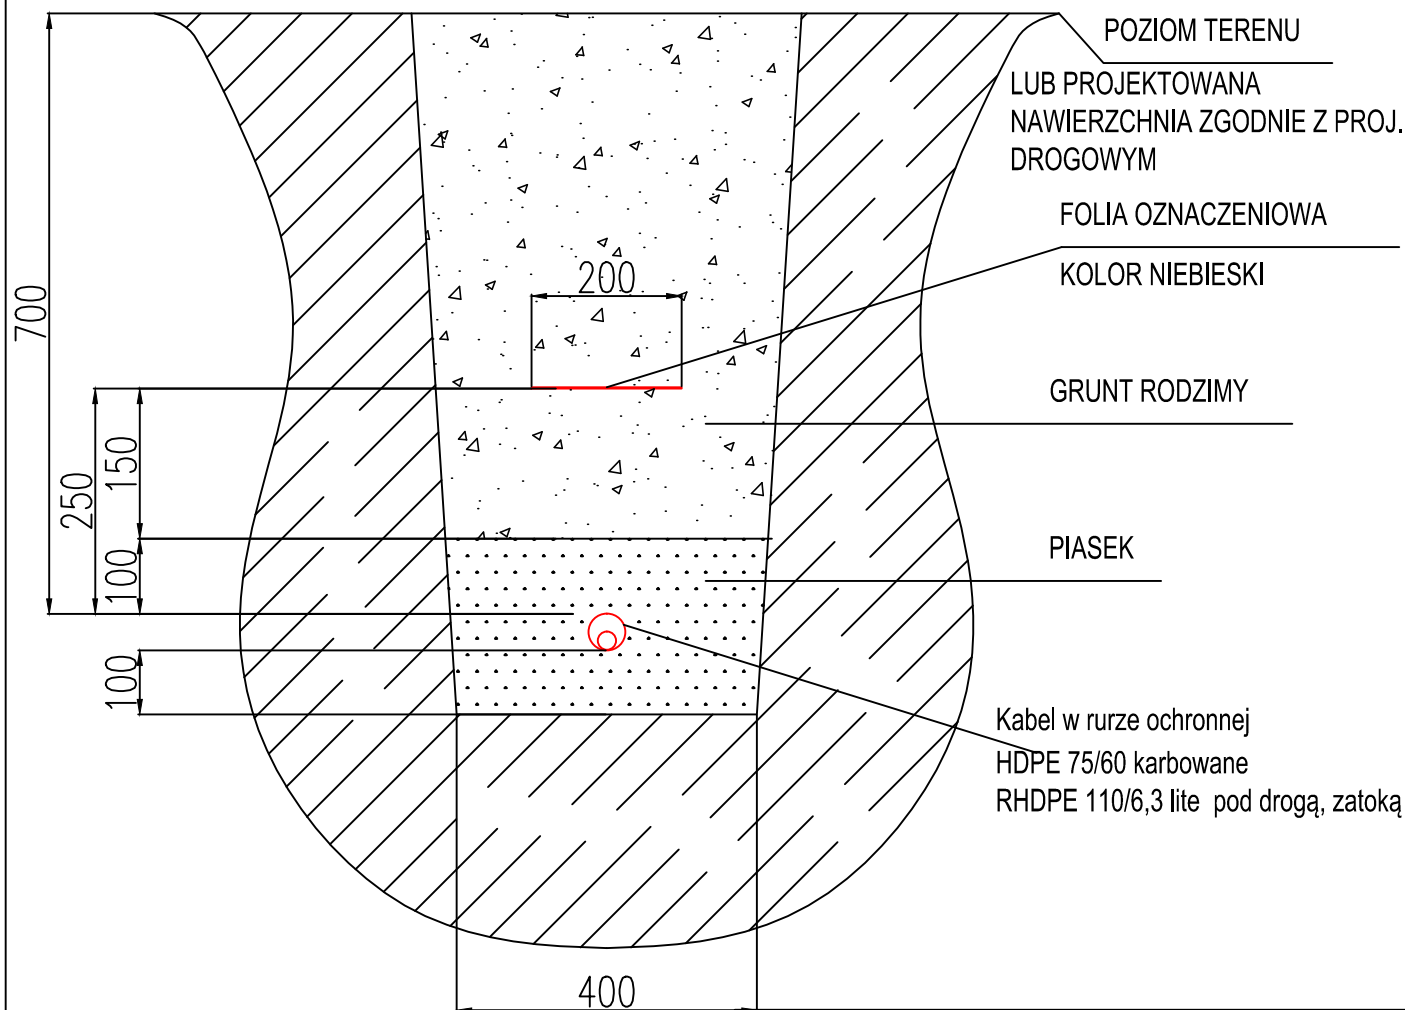 POZIOM TERENU
LUB PROJEKTOWANA
NAWIERZCHNIA ZGODNIE Z PROJ.
DROGOWYM
FOLIA OZNACZENIOWA
200
KOLOR NIEBIESKI
700
GRUNT RODZIMY
150
250
PIASEK
100
100
Kabel w rurze ochronnej
HDPE 75/60 karbowane
RHDPE 110/6,3 lite pod drogą, zatoką
400